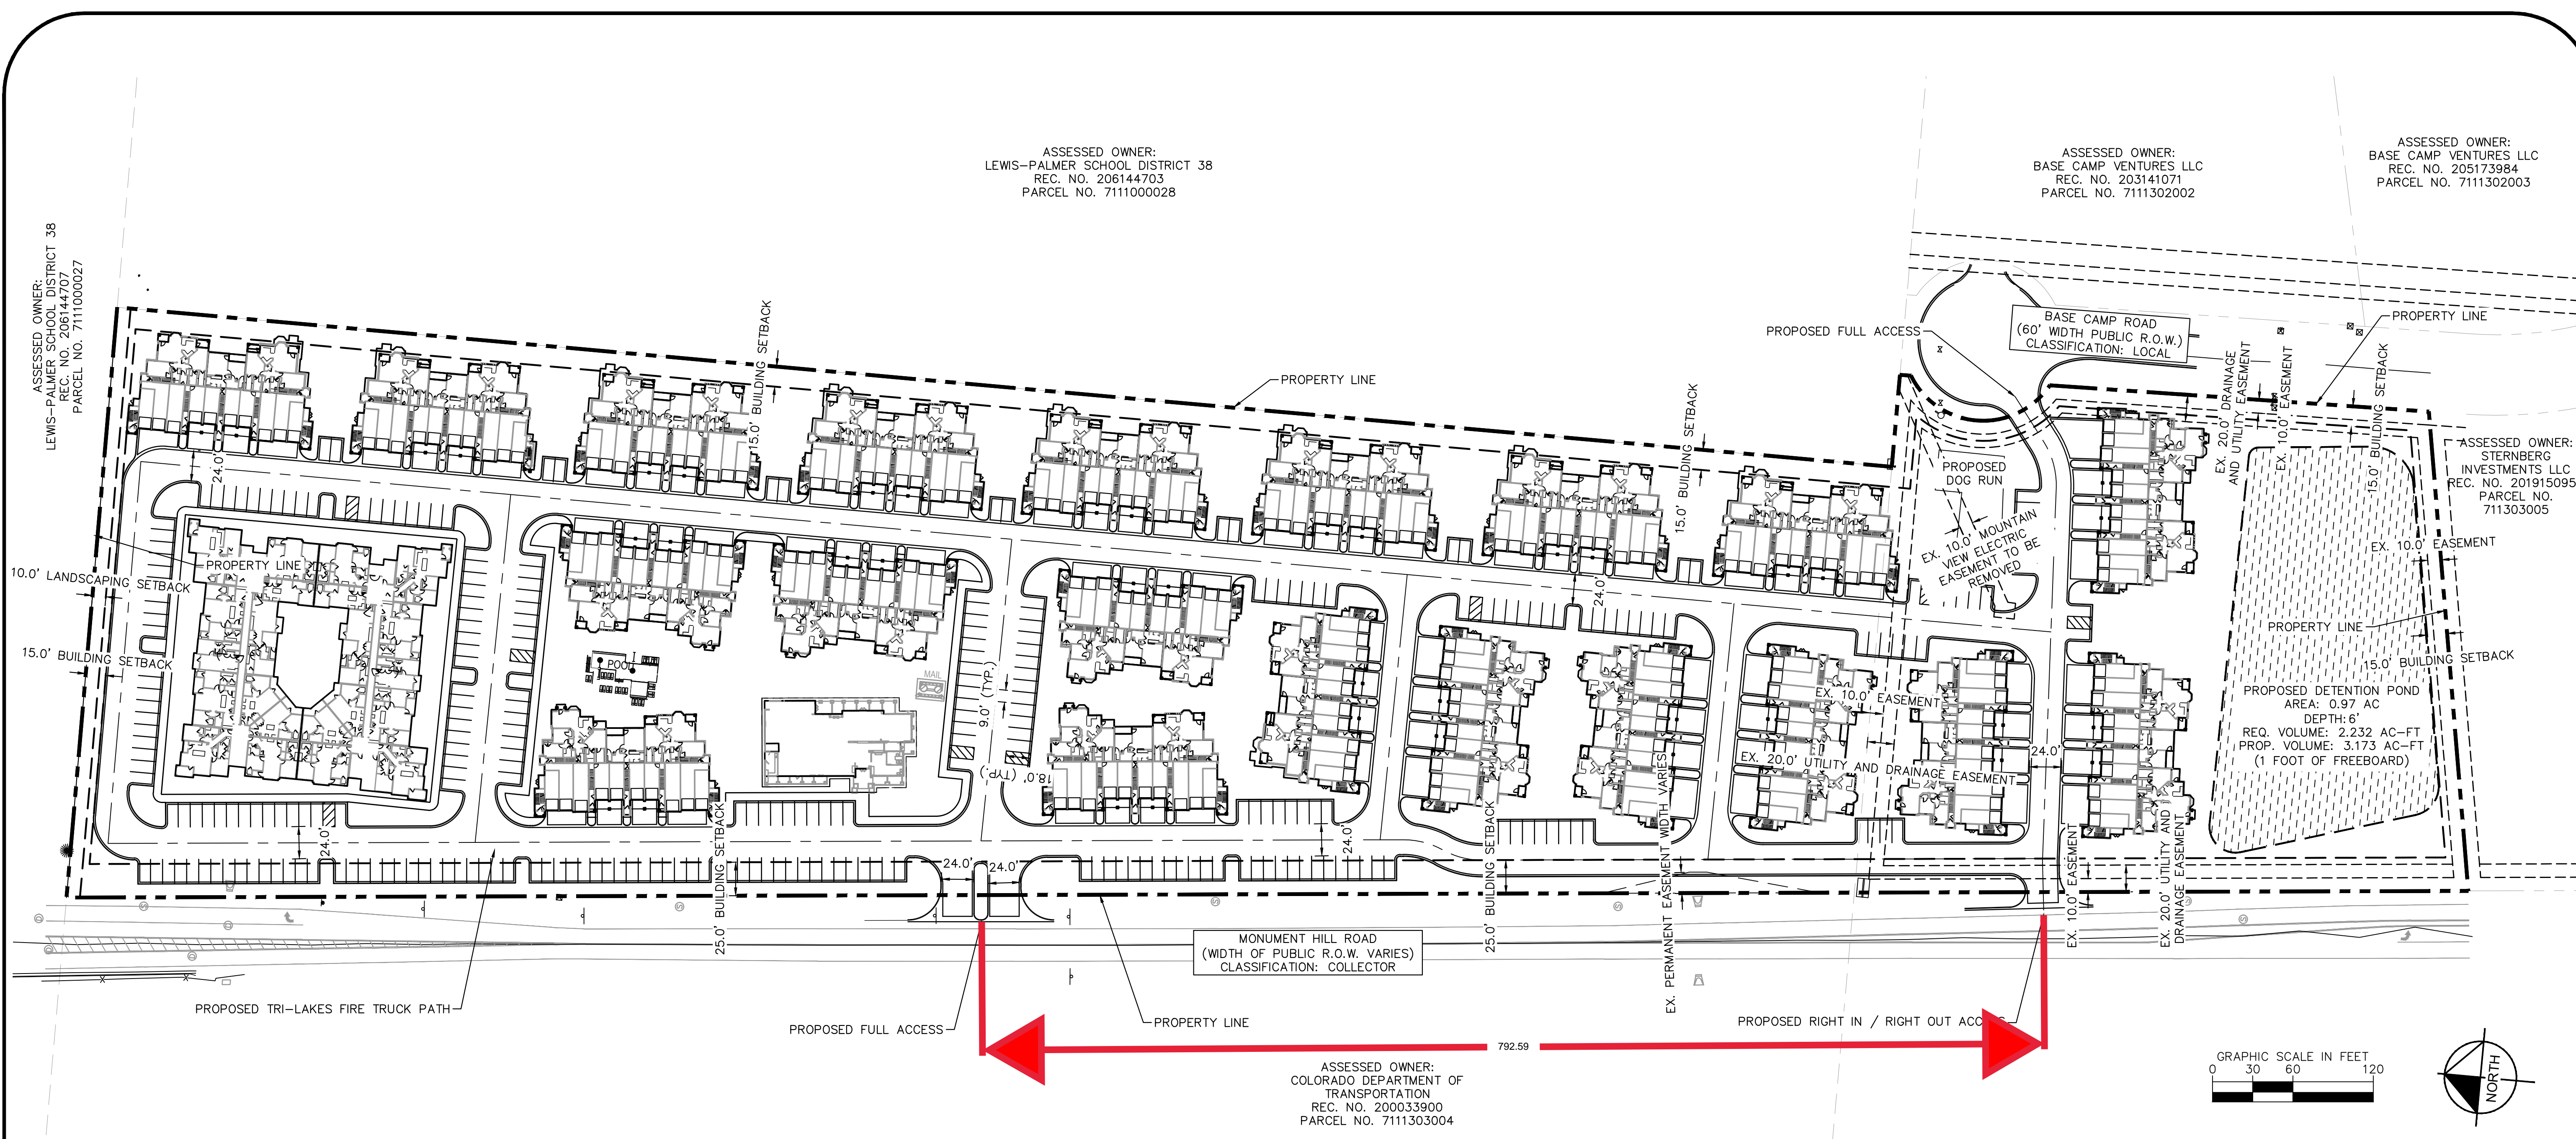 ASSESSED OWNER:
LEWIS-PALMER SCHOOL DISTRICT 38
REC. NO. 206144703
PARCEL NO. 7111000028
ASSESSED OWNER:
BASE CAMP VENTURES LLC
REC. NO. 203141071
PARCEL NO. 7111302002
ASSESSED OWNER:
BASE CAMP VENTURES LLC
REC. NO. 205173984
PARCEL NO. 7111302003
ASSESSED OWNER:
LEWIS-PALMER SCHOOL DISTRICT 38
REC. NO. 206144707
PARCEL NO. 7111000027
15.0' BUILDING SETBACK
PROPERTY LINE
15.0' BUILDING SETBACK
PROPOSED FULL ACCESS
BASE CAMP ROAD
(60' WIDTH PUBLIC R.O.W.)
CLASSIFICATION: LOCAL
PROPERTY LINE
EX. 20.0' DRAINAGE
AND UTILITY EASEMENT
EX. 10.0' EASEMENT
15.0' BUILDING SETBACK
ASSESSED OWNER:
STERNBERG
INVESTMENTS LLC
REC. NO. 201915095
PARCEL NO.
711303005
24.0'
PROPOSED
DOG RUN
EX. 10.0' MOUNTAIN
VIEW ELECTRIC
EASEMENT TO BE
REMOVED
EX. 10.0' EASEMENT
PROPERTY LINE
10.0' LANDSCAPING SETBACK
24.0'
PROPERTY LINE
15.0' BUILDING SETBACK
15.0' BUILDING SETBACK
POOL
MAIL
9.0' (TYP.)
18.0' (TYP.)
EX. 10.0' EASEMENT
EX. 20.0' UTILITY AND DRAINAGE EASEMENT
24.0'
PROPOSED DETENTION POND
AREA: 0.97 AC
DEPTH: 6'
REQ. VOLUME: 2.232 AC-FT
PROP. VOLUME: 3.173 AC-FT
(1 FOOT OF FREEBOARD)
24.0'
25.0' BUILDING SETBACK
24.0'
24.0'
24.0'
25.0' BUILDING SETBACK
EX. PERMANENT EASEMENT WIDTH VARIES
EX. 10.0' EASEMENT
EX. 20.0' UTILITY AND
DRAINAGE EASEMENT
MONUMENT HILL ROAD
(WIDTH OF PUBLIC R.O.W. VARIES)
CLASSIFICATION: COLLECTOR
PROPOSED TRI-LAKES FIRE TRUCK PATH
PROPOSED FULL ACCESS
PROPERTY LINE
PROPOSED RIGHT IN / RIGHT OUT ACCESS
792.59
ASSESSED OWNER:
COLORADO DEPARTMENT OF
TRANSPORTATION
REC. NO. 200033900
PARCEL NO. 7111303004
GRAPHIC SCALE IN FEET
0 30 60 120
NORTH